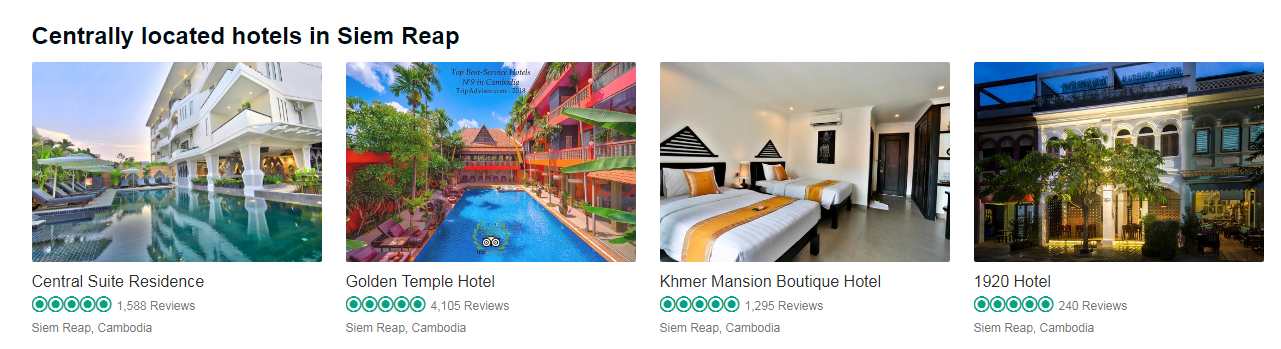 Centrally located hotels in Siem Reap
Top Best-Service Hotels
Nº9 in Cambodia
TripAdvisor.com - 2018
Central Suite Residence
1,588 Reviews
Siem Reap, Cambodia
Golden Temple Hotel
4,105 Reviews
Siem Reap, Cambodia
Khmer Mansion Boutique Hotel
1,295 Reviews
Siem Reap, Cambodia
1920 Hotel
240 Reviews
Siem Reap, Cambodia